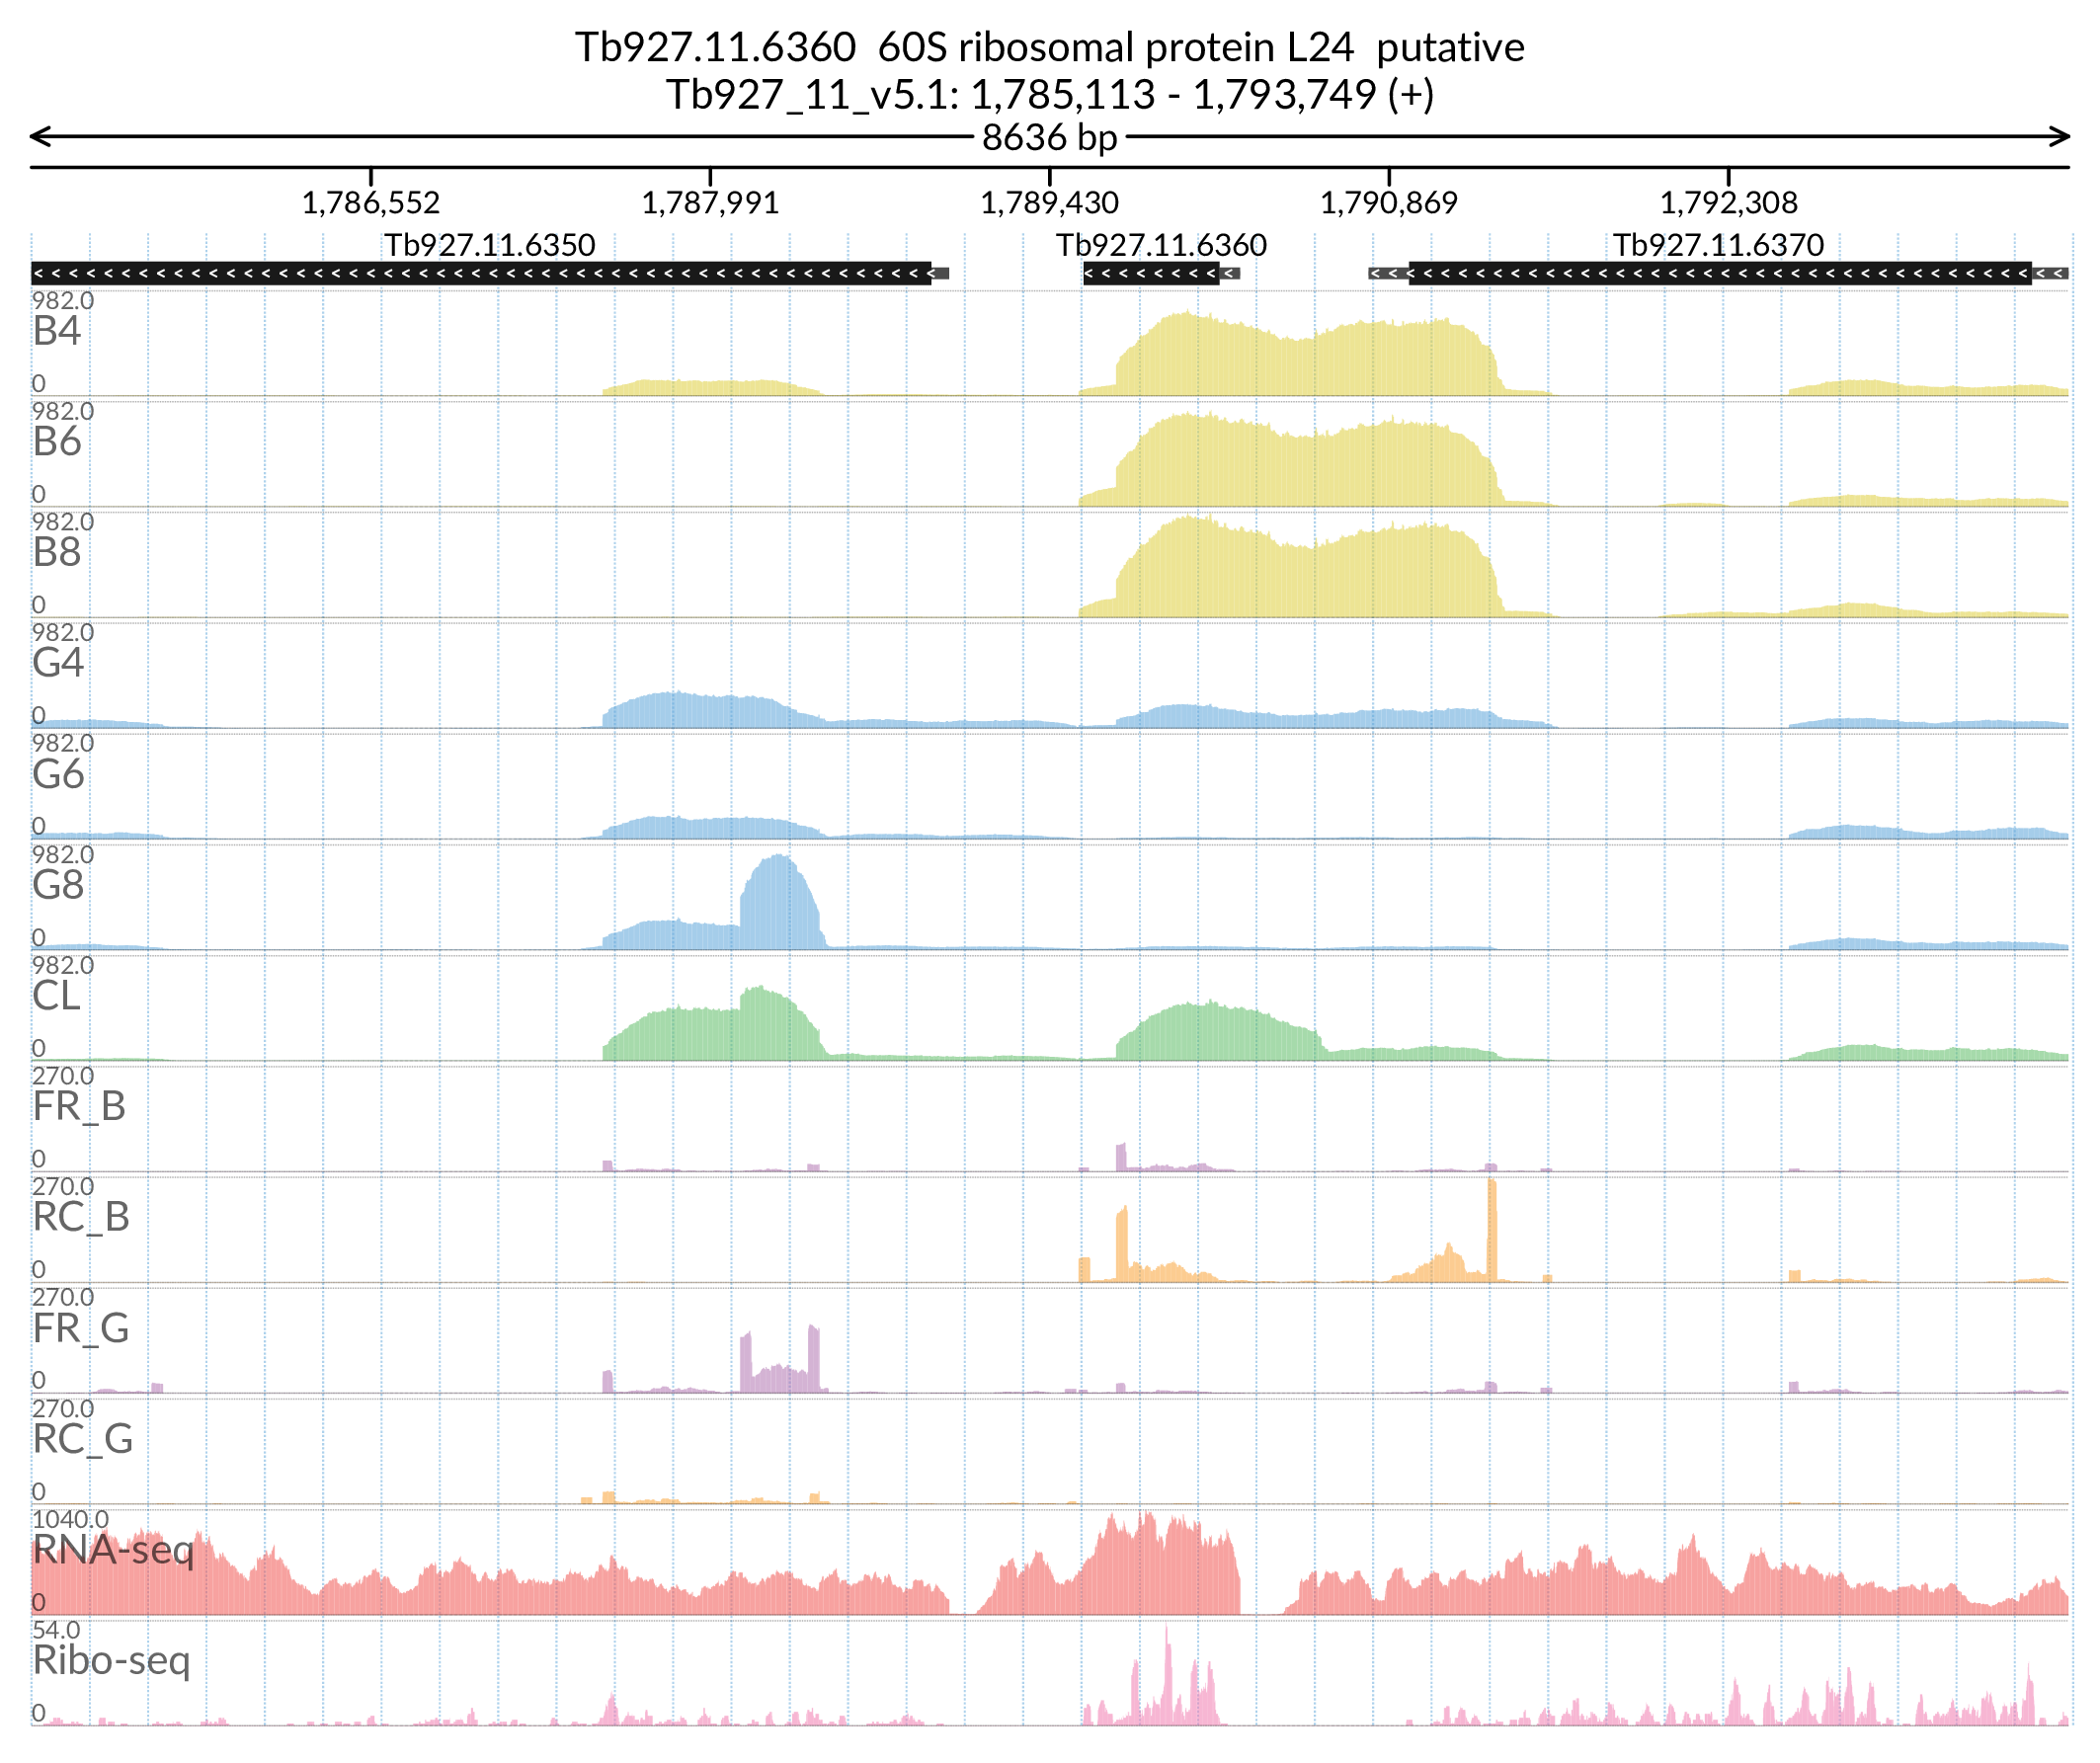 Tb927.11.6360  60S ribosomal protein L24  putative
Tb927_11_v5.1: 1,785,113 - 1,793,749 (+)
8636 bp
1,786,552 1,787,991 1,789,430 1,790,869 1,792,308
Tb927.11.6350 Tb927.11.6360 Tb927.11.6370
982.0
B4
0
982.0
B6
0
982.0
B8
0
982.0
G4
0
982.0
G6
0
982.0
G8
0
982.0
CL
0
270.0
FR_B
0
270.0
RC_B
0
270.0
FR_G
0
270.0
RC_G
0
1040.0
RNA-seq
0
54.0
Ribo-seq
0